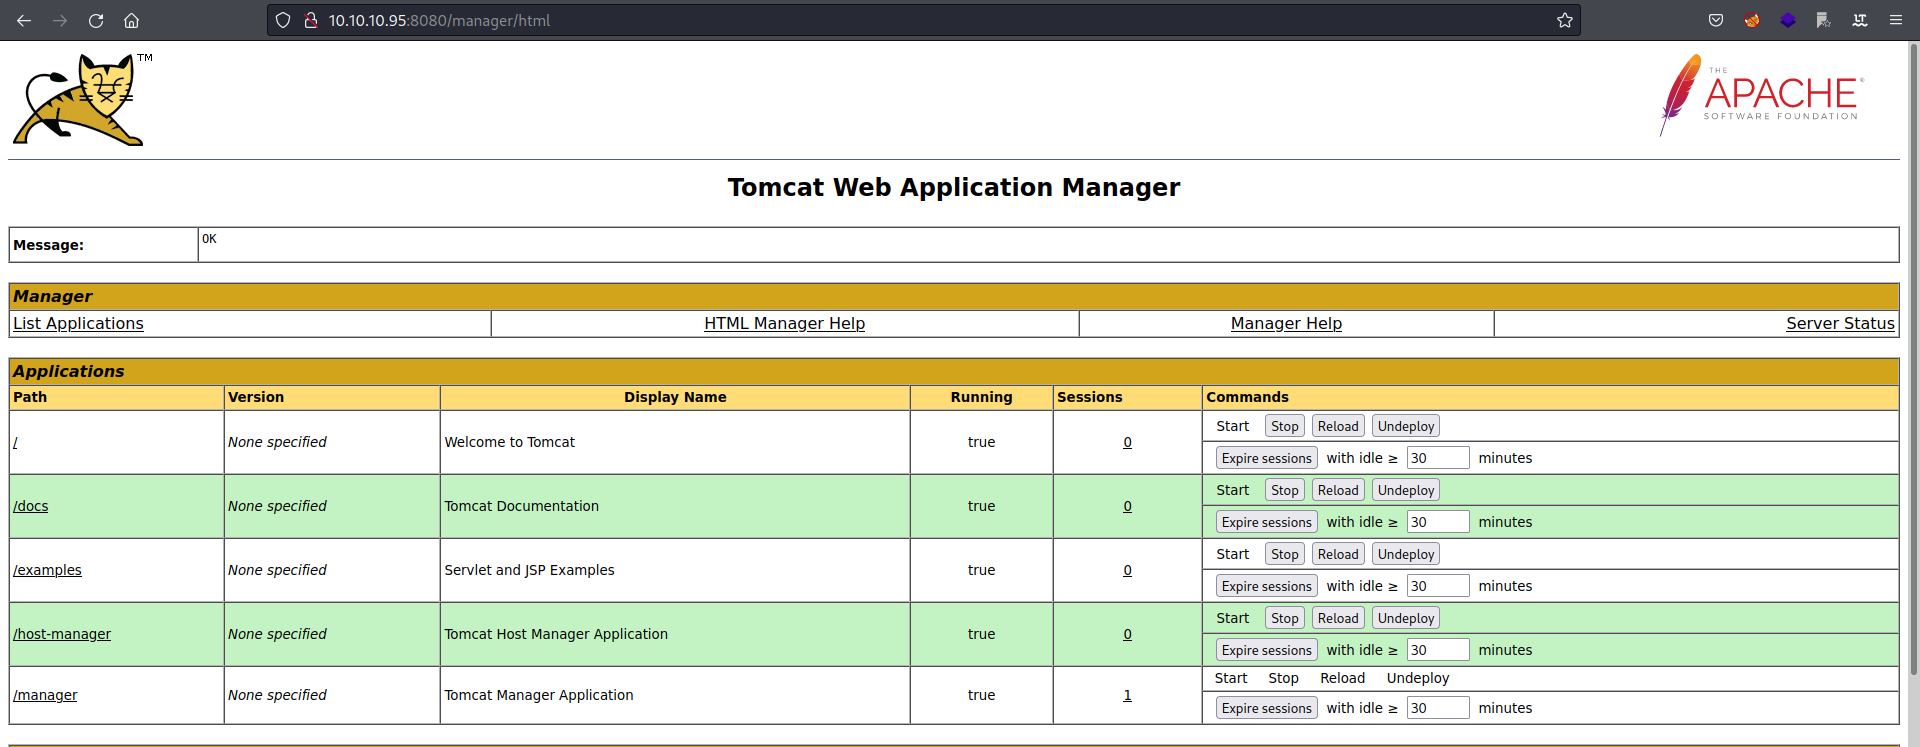 10.10.10.95:8080/manager/html
TM
THE
APACHE®
SOFTWARE FOUNDATION
Tomcat Web Application Manager
Message: OK
Manager
List Applications HTML Manager Help Manager Help Server Status
Applications
Path Version Display Name Running Sessions Commands
/ None specified Welcome to Tomcat true 0 Start Stop Reload Undeploy
Expire sessions with idle ≥ 30 minutes
/docs None specified Tomcat Documentation true 0 Start Stop Reload Undeploy
Expire sessions with idle ≥ 30 minutes
/examples None specified Servlet and JSP Examples true 0 Start Stop Reload Undeploy
Expire sessions with idle ≥ 30 minutes
/host-manager None specified Tomcat Host Manager Application true 0 Start Stop Reload Undeploy
Expire sessions with idle ≥ 30 minutes
/manager None specified Tomcat Manager Application true 1 Start Stop Reload Undeploy
Expire sessions with idle ≥ 30 minutes